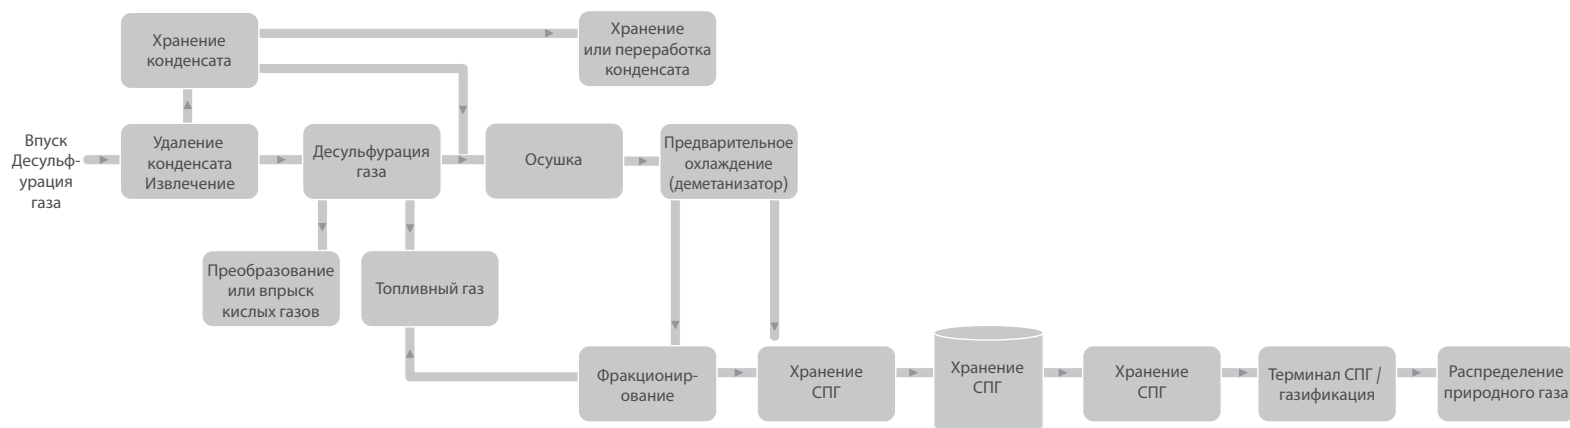 Хранение
конденсата
Хранение
или переработка
конденсата
Впуск
Десульф-
урация
газа
Удаление
конденсата
Извлечение
Десульфурация
газа
Осушка
Предварительное
охлаждение
(деметанизатор)
Преобразование
или впрыск
кислых газов
Топливный газ
Фракционир-
ование
Хранение
СПГ
Хранение
СПГ
Хранение
СПГ
Терминал СПГ /
газификация
Распределение
природного газа